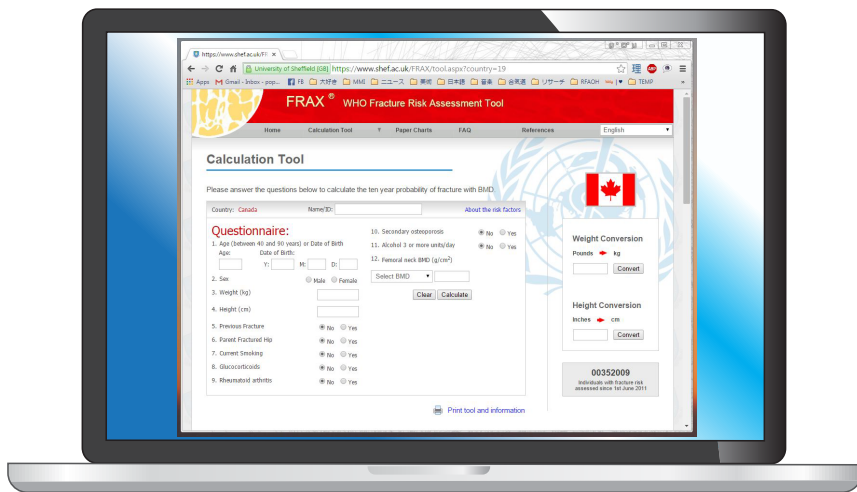 https://www.shef.ac.uk/FR
University of Sheffield [GB] https://www.shef.ac.uk/FRAX/tool.aspx?country=19
Apps M Gmail - Inbox - pop... FB 大好き MMI ニュース 美術 日本語 音楽 合気道 リサーチ RFAOH TEMP »
FRAX ® WHO Fracture Risk Assessment Tool
Home Calculation Tool ? Paper Charts FAQ References English
Calculation Tool
Please answer the questions below to calculate the ten year probability of fracture with BMD.
Country: Canada Name/ID: About the risk factors
Questionnaire:
1. Age (between 40 and 90 years) or Date of Birth
Age: Date of Birth:
Y: M: D:
2. Sex Male Female
3. Weight (kg)
4. Height (cm)
5. Previous Fracture No Yes
6. Parent Fractured Hip No Yes
7. Current Smoking No Yes
8. Glucocorticoids No Yes
9. Rheumatoid arthritis No Yes
10. Secondary osteoporosis No Yes
11. Alcohol 3 or more units/day No Yes
12. Femoral neck BMD (g/cm²)
Select BMD
Clear Calculate
Print tool and information
Weight Conversion
Pounds kg
Convert
Height Conversion
Inches cm
Convert
00352009
Individuals with fracture risk
assessed since 1st June 2011